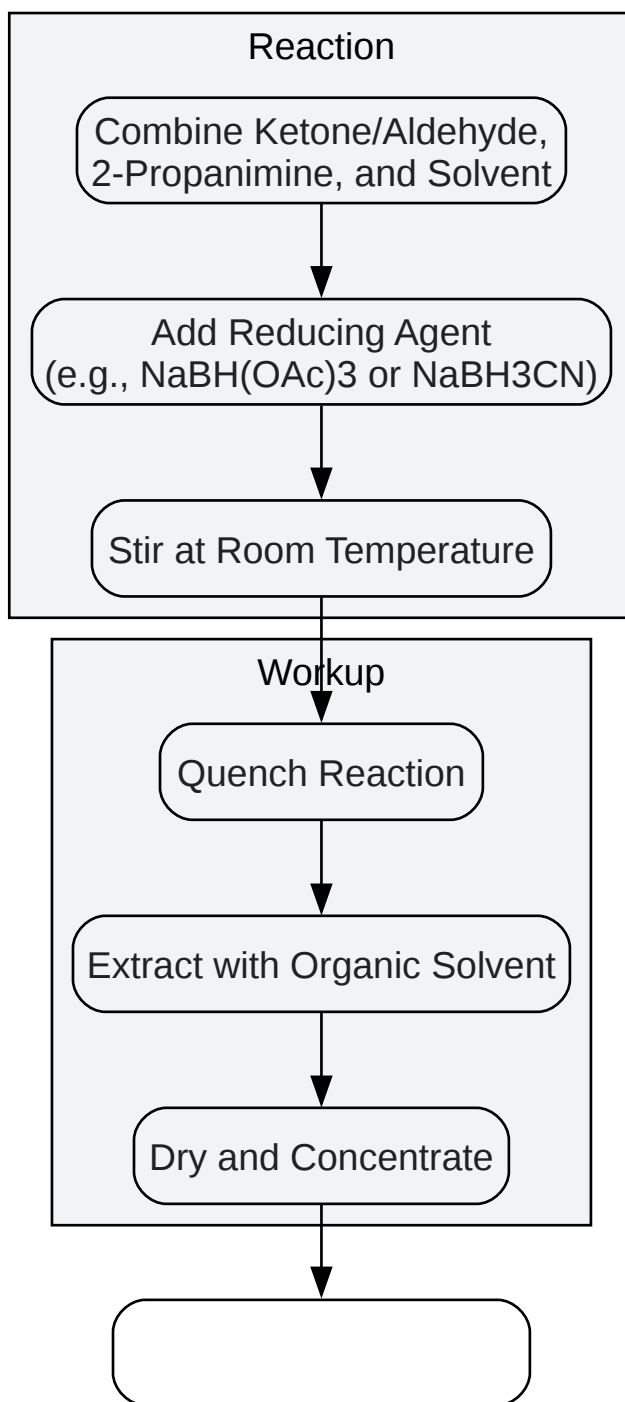 Reaction
Combine Ketone/Aldehyde,
2-Propanimine, and Solvent
Add Reducing Agent
(e.g., NaBH(OAc)3 or NaBH3CN)
Stir at Room Temperature
Workup
Quench Reaction
Extract with Organic Solvent
Dry and Concentrate